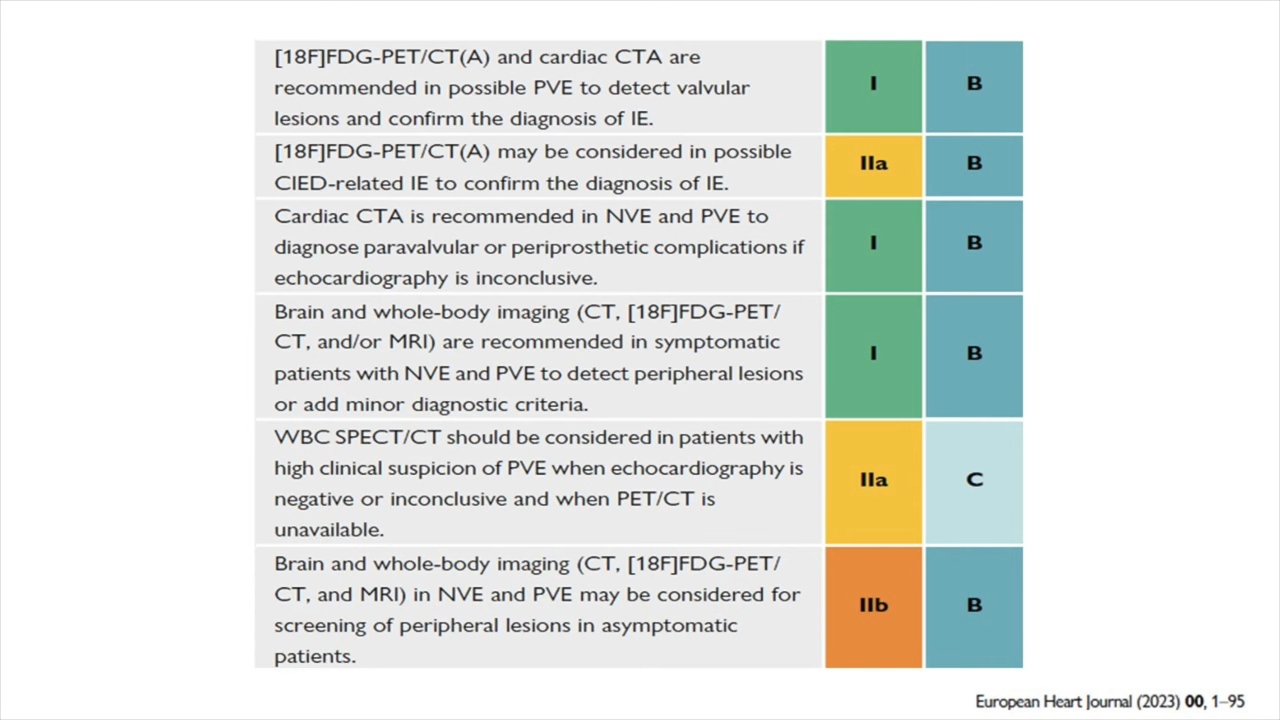 [18F]FDG-PET/CT(A) and cardiac CTA are
recommended in possible PVE to detect valvular
lesions and confirm the diagnosis of IE.
I
B
[18F]FDG-PET/CT(A) may be considered in possible
CIED-related IE to confirm the diagnosis of IE.
IIa
B
Cardiac CTA is recommended in NVE and PVE to
diagnose paravalvular or periprosthetic complications if
echocardiography is inconclusive.
I
B
Brain and whole-body imaging (CT, [18F]FDG-PET/
CT, and/or MRI) are recommended in symptomatic
patients with NVE and PVE to detect peripheral lesions
or add minor diagnostic criteria.
I
B
WBC SPECT/CT should be considered in patients with
high clinical suspicion of PVE when echocardiography is
negative or inconclusive and when PET/CT is
unavailable.
IIa
C
Brain and whole-body imaging (CT, [18F]FDG-PET/
CT, and MRI) in NVE and PVE may be considered for
screening of peripheral lesions in asymptomatic
patients.
IIb
B
European Heart Journal (2023) 00, 1–95